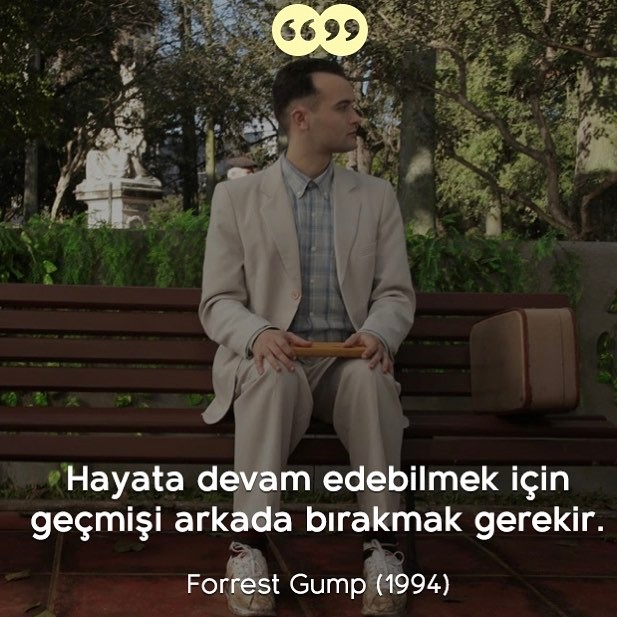 Hayata devam edebilmek için
geçmişi arkada bırakmak gerekir.
Forrest Gump (1994)